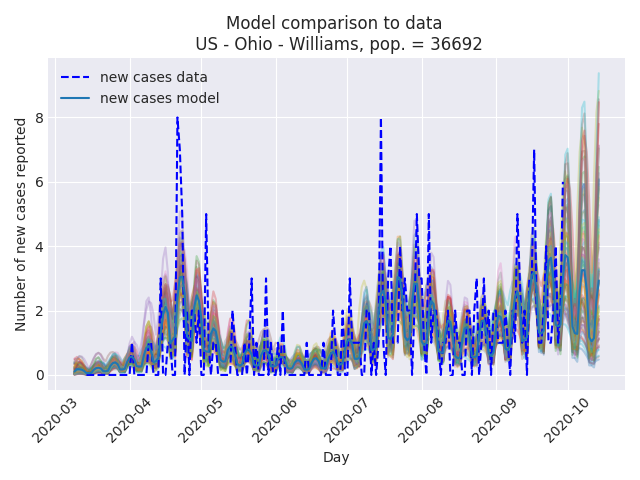 Model comparison to data
US - Ohio - Williams, pop. = 36692
new cases data
new cases model
Number of new cases reported
8
6
4
2
0
2020-03
2020-04
2020-05
2020-06
2020-07
2020-08
2020-09
2020-10
Day